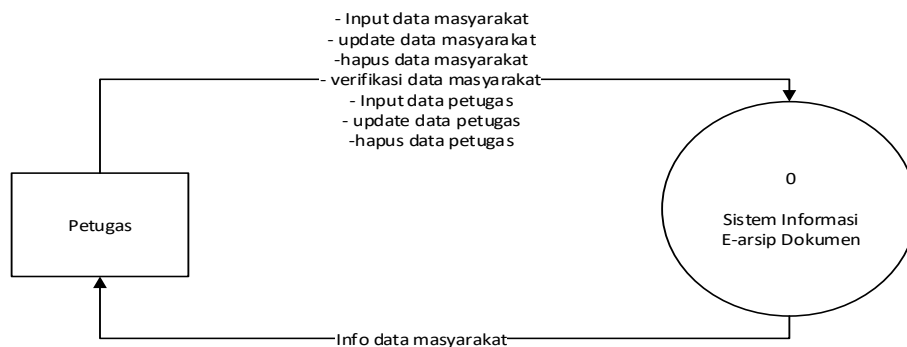 - Input data masyarakat
- update data masyarakat
-hapus data masyarakat
- verifikasi data masyarakat
- Input data petugas
- update data petugas
-hapus data petugas
Petugas
0
Sistem Informasi
E-arsip Dokumen
Info data masyarakat